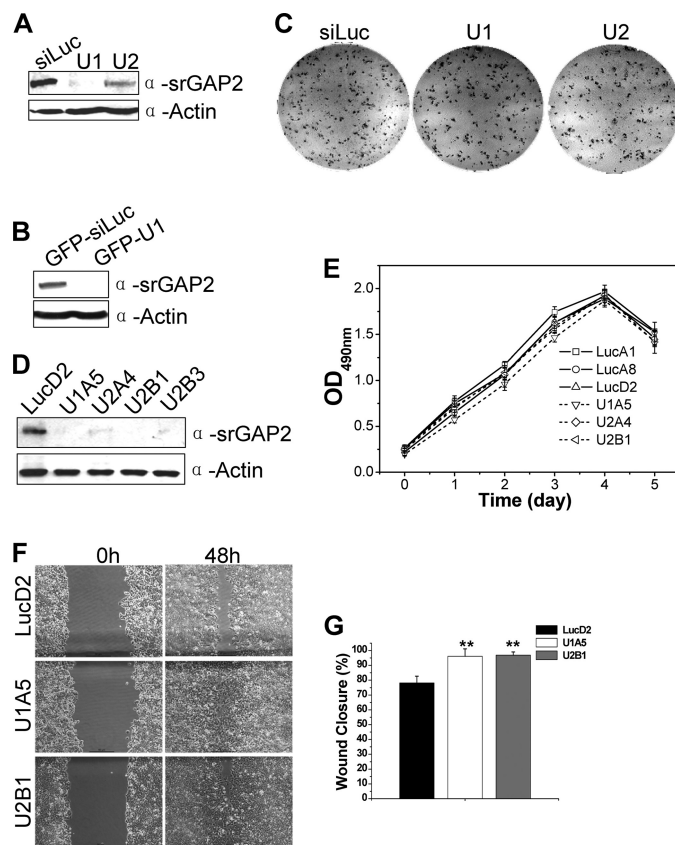 A
siLuc U1 U2
α-srGAP2
α-Actin
B
GFP-siLuc GFP-U1
α-srGAP2
α-Actin
C
siLuc U1 U2
D
LucD2 U1A5 U2A4 U2B1 U2B3
α-srGAP2
α-Actin
E
OD490nm
2.0
1.5
1.0
0.5
0.0
LucA1
LucA8
LucD2
U1A5
U2A4
U2B1
0 1 2 3 4 5
Time (day)
F
0h 48h
LucD2
U1A5
U2B1
G
LucD2
U1A5
U2B1
Wound Closure (%)
100
90
80
70
60
50
40
30
20
10
0
** **